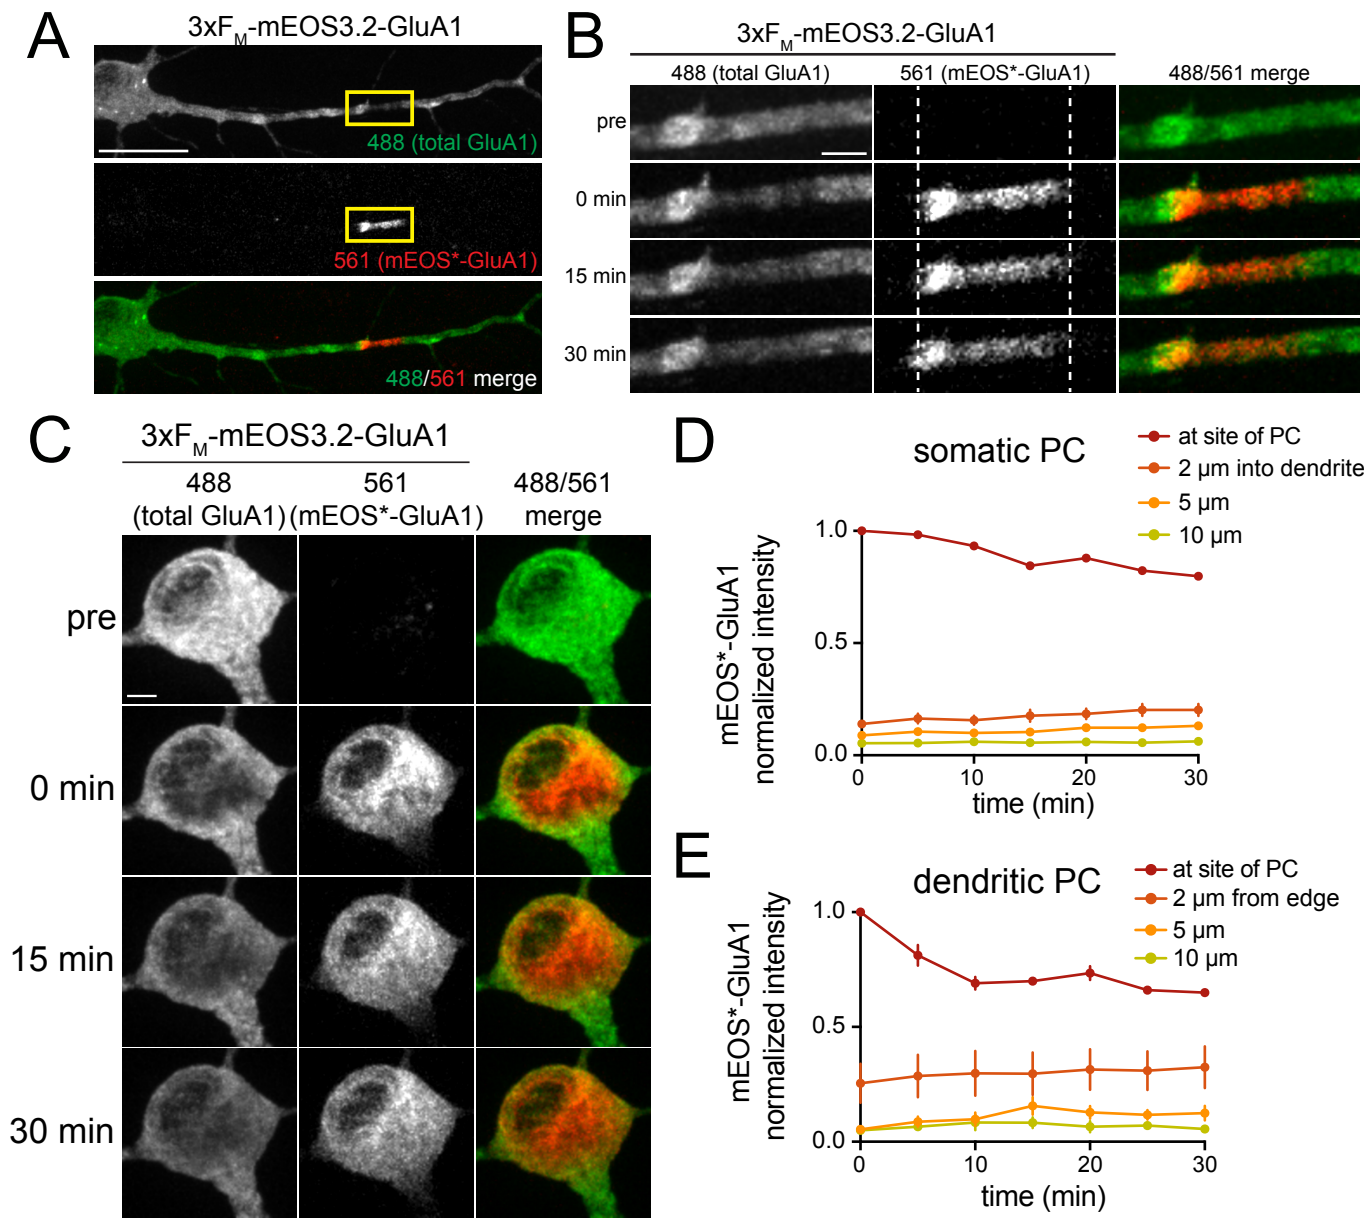 A
3xFM-mEOS3.2-GluA1
488 (total GluA1)
561 (mEOS*-GluA1)
488/561 merge
B
3xFM-mEOS3.2-GluA1
488 (total GluA1) 561 (mEOS*-GluA1) 488/561 merge
pre
0 min
15 min
30 min
C
3xFM-mEOS3.2-GluA1
488 561 488/561
(total GluA1) (mEOS*-GluA1) merge
pre
0 min
15 min
30 min
D
somatic PC
at site of PC
2 µm into dendrite
5 µm
10 µm
mEOS*-GluA1
normalized intensity
1.0
0.5
0.0
0 10 20 30
time (min)
E
dendritic PC
at site of PC
2 µm from edge
5 µm
10 µm
mEOS*-GluA1
normalized intensity
1.0
0.5
0.0
0 10 20 30
time (min)